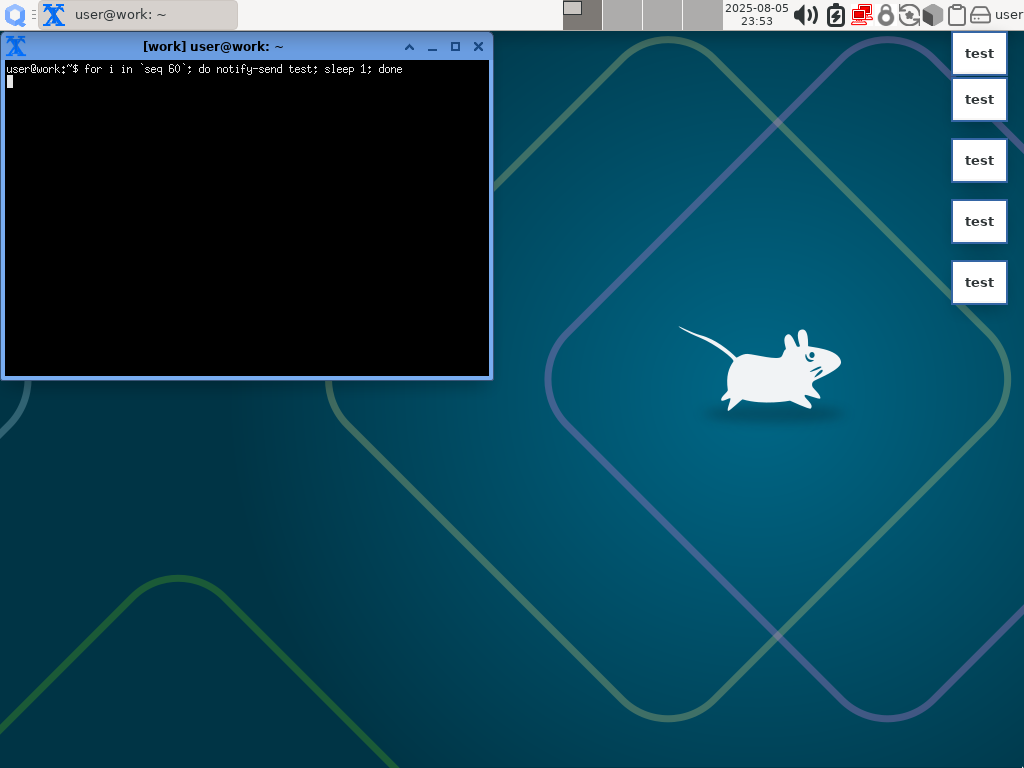 user@work: ~
2025-08-05
23:53
user
[work] user@work: ~
user@work:~$ for i in `seq 60`; do notify-send test; sleep 1; done
test
test
test
test
test